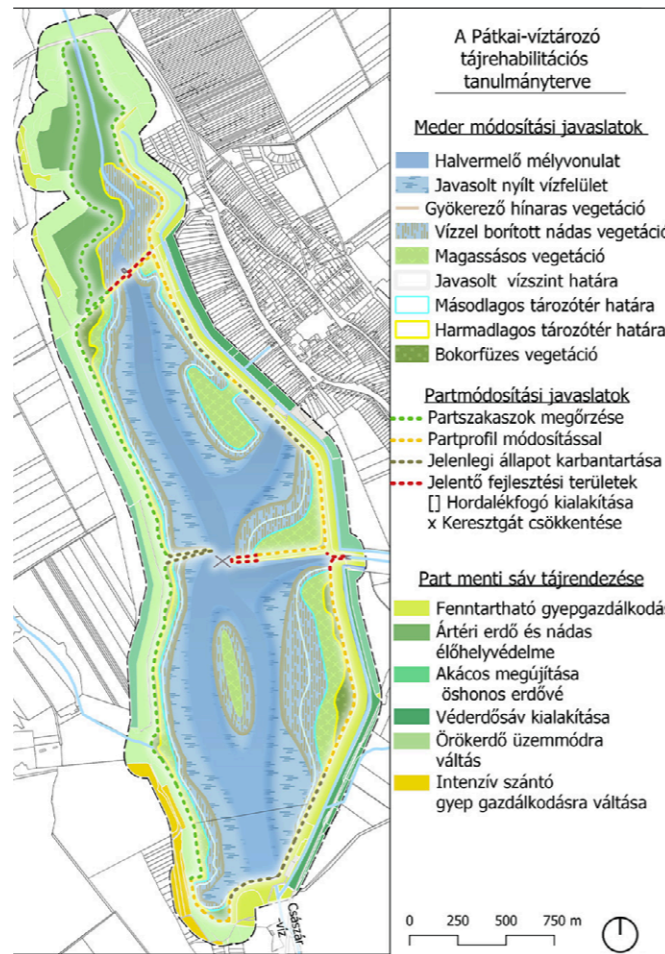 A Pátkai-víztározó
tájrehabilitációs
tanulmányterve
Meder módosítási javaslatok
Halvermelő mélyvonulat
Javasolt nyílt vízfelület
Gyökerező hínaras vegetáció
Vízzel borított nádas vegetáció
Magassásos vegetáció
Javasolt vízszint határa
Másodlagos tározótér határa
Harmadlagos tározótér határa
Bokorfüzes vegetáció
Partmódosítási javaslatok
Partszakaszok megőrzése
Partprofil módosítással
Jelenlegi állapot karbantartása
Jelentő fejlesztési területek
[] Hordalékfogó kialakítása
x Keresztgát csökkentése
Part menti sáv tájrendezése
Fenntartható gyepgazdálkodás
Ártéri erdő és nádas
élőhelyvédelme
Akácos megújítása
őshonos erdővé
Véderdősáv kialakítása
Örökerdő üzemmódra
váltás
Intenzív szántó
gyep gazdálkodásra váltása
0 250 500 750 m
Császár
-víz